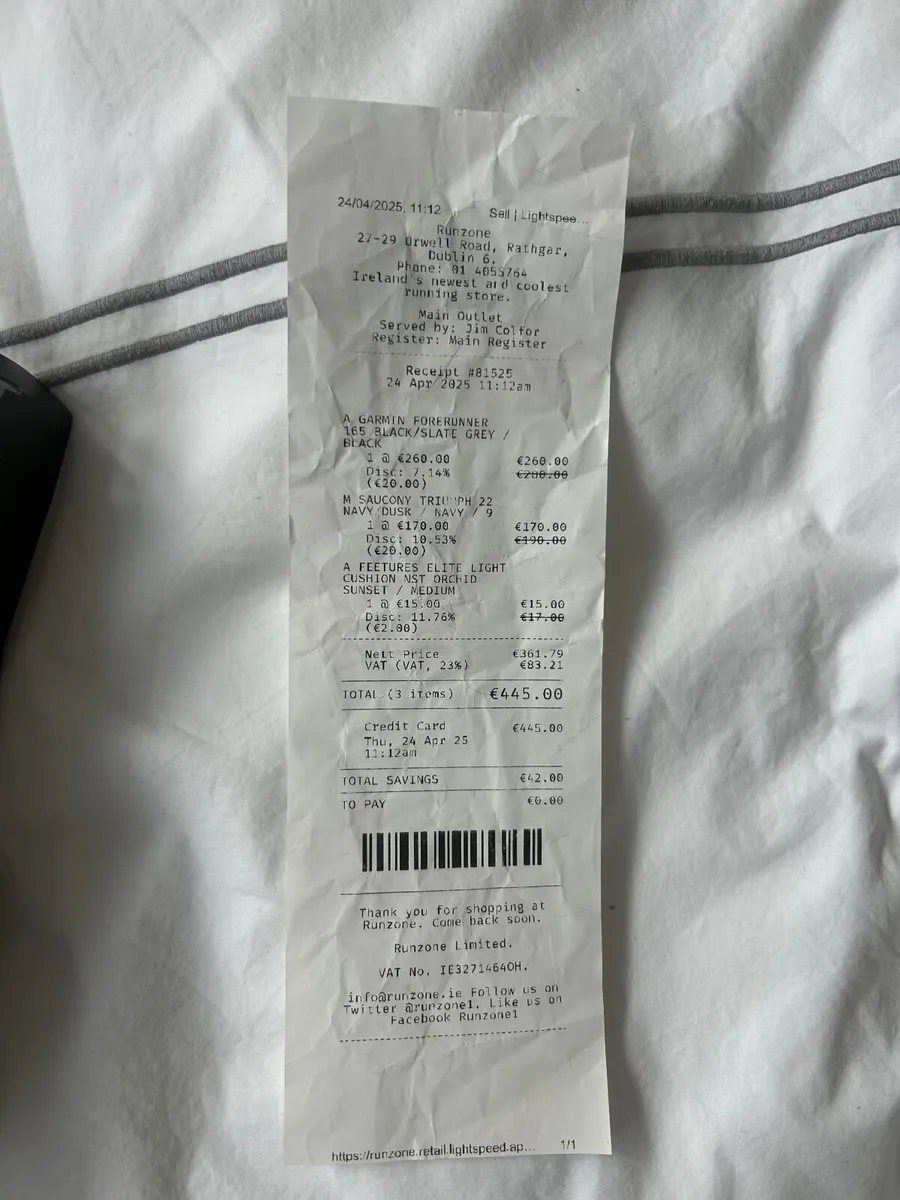 24/04/2025, 11:12 Sell | Lightspee...
Runzone
27-29 Orwell Road, Rathgar,
Dublin 6.
Phone: 01 4055764
Ireland's newest and coolest
running store.
Main Outlet
Served by: Jim Colfor
Register: Main Register
Receipt #81525
24 Apr 2025 11:12am
A GARMIN FORERUNNER
165 BLACK/SLATE GREY /
BLACK
1 @ €260.00 €260.00
Disc: 7.14% €280.00
(€20.00)
M SAUCONY TRIUMPH 22
NAVY/DUSK / NAVY / 9
1 @ €170.00 €170.00
Disc: 10.53% €190.00
(€20.00)
A FEETURES ELITE LIGHT
CUSHION NST ORCHID
SUNSET / MEDIUM
1 @ €15.00 €15.00
Disc: 11.76% €17.00
(€2.00)
Nett Price €361.79
VAT (VAT, 23%) €83.21
TOTAL (3 items) €445.00
Credit Card €445.00
Thu, 24 Apr 25
11:12am
TOTAL SAVINGS €42.00
TO PAY €0.00
Thank you for shopping at
Runzone. Come back soon.
Runzone Limited.
VAT No. IE3271464OH.
info@runzone.ie Follow us on
Twitter @runzone1. Like us on
Facebook Runzone1
https://runzone.retail.lightspeed.ap... 1/1